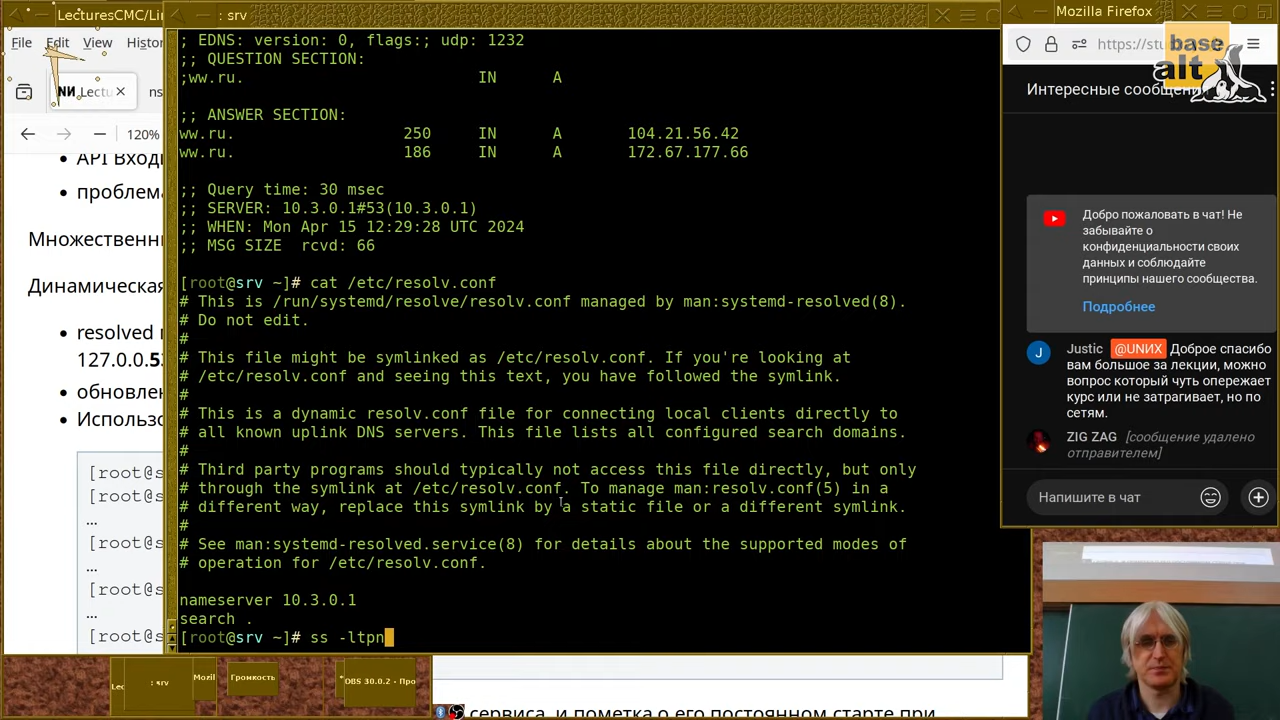 LecturesCMC/Li
: srv
Mozilla Firefox
File Edit View Histor
Lectu
ns
120%
https://stu
base
alt
Интересные сообщени
• API Вход
• проблема
Множественн
Динамическая
• resolved
127.0.0.5
• обновлен
• Использо
[root@s
[root@s
…
[root@s
…
[root@s
…
[root@s
; EDNS: version: 0, flags:; udp: 1232
;; QUESTION SECTION:
;ww.ru. IN A
;; ANSWER SECTION:
ww.ru. 250 IN A 104.21.56.42
ww.ru. 186 IN A 172.67.177.66
;; Query time: 30 msec
;; SERVER: 10.3.0.1#53(10.3.0.1)
;; WHEN: Mon Apr 15 12:29:28 UTC 2024
;; MSG SIZE rcvd: 66
[root@srv ~]# cat /etc/resolv.conf
# This is /run/systemd/resolve/resolv.conf managed by man:systemd-resolved(8).
# Do not edit.
#
# This file might be symlinked as /etc/resolv.conf. If you're looking at
# /etc/resolv.conf and seeing this text, you have followed the symlink.
#
# This is a dynamic resolv.conf file for connecting local clients directly to
# all known uplink DNS servers. This file lists all configured search domains.
#
# Third party programs should typically not access this file directly, but only
# through the symlink at /etc/resolv.conf. To manage man:resolv.conf(5) in a
# different way, replace this symlink by a static file or a different symlink.
#
# See man:systemd-resolved.service(8) for details about the supported modes of
# operation for /etc/resolv.conf.
nameserver 10.3.0.1
search .
[root@srv ~]# ss -ltpn
Добро пожаловать в чат! Не
забывайте о
конфиденциальности своих
данных и соблюдайте
принципы нашего сообщества.
Подробнее
Justic @UNИX Доброе спасибо
вам большое за лекции, можно
вопрос который чуть опережает
курс или не затрагивает, но по
сетям.
ZIG ZAG [сообщение удалено
отправителем]
Напишите в чат
Lec
: srv
Mozil
Громкость
OBS 30.0.2 - Про
сервиса, и пометка о его постоянном старте при